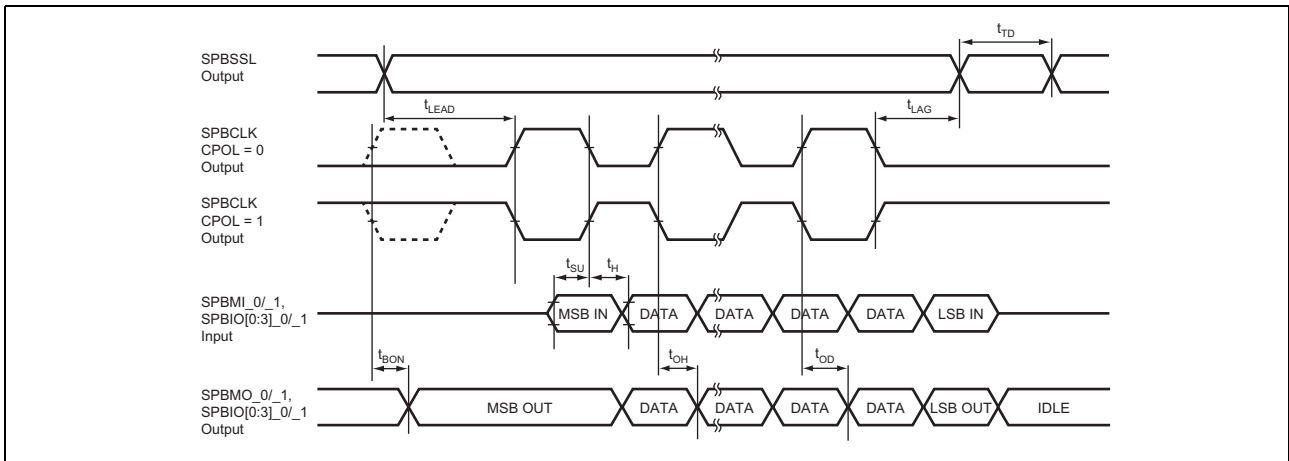 SPBSSL
Output
t_TD
t_LEAD
t_LAG
SPBCLK
CPOL = 0
Output
SPBCLK
CPOL = 1
Output
t_SU
t_H
SPBMI_0/_1,
SPBIO[0:3]_0/_1
Input
MSB IN
DATA
DATA
DATA
DATA
LSB IN
t_BON
t_OH
t_OD
SPBMO_0/_1,
SPBIO[0:3]_0/_1
Output
MSB OUT
DATA
DATA
DATA
DATA
LSB OUT
IDLE